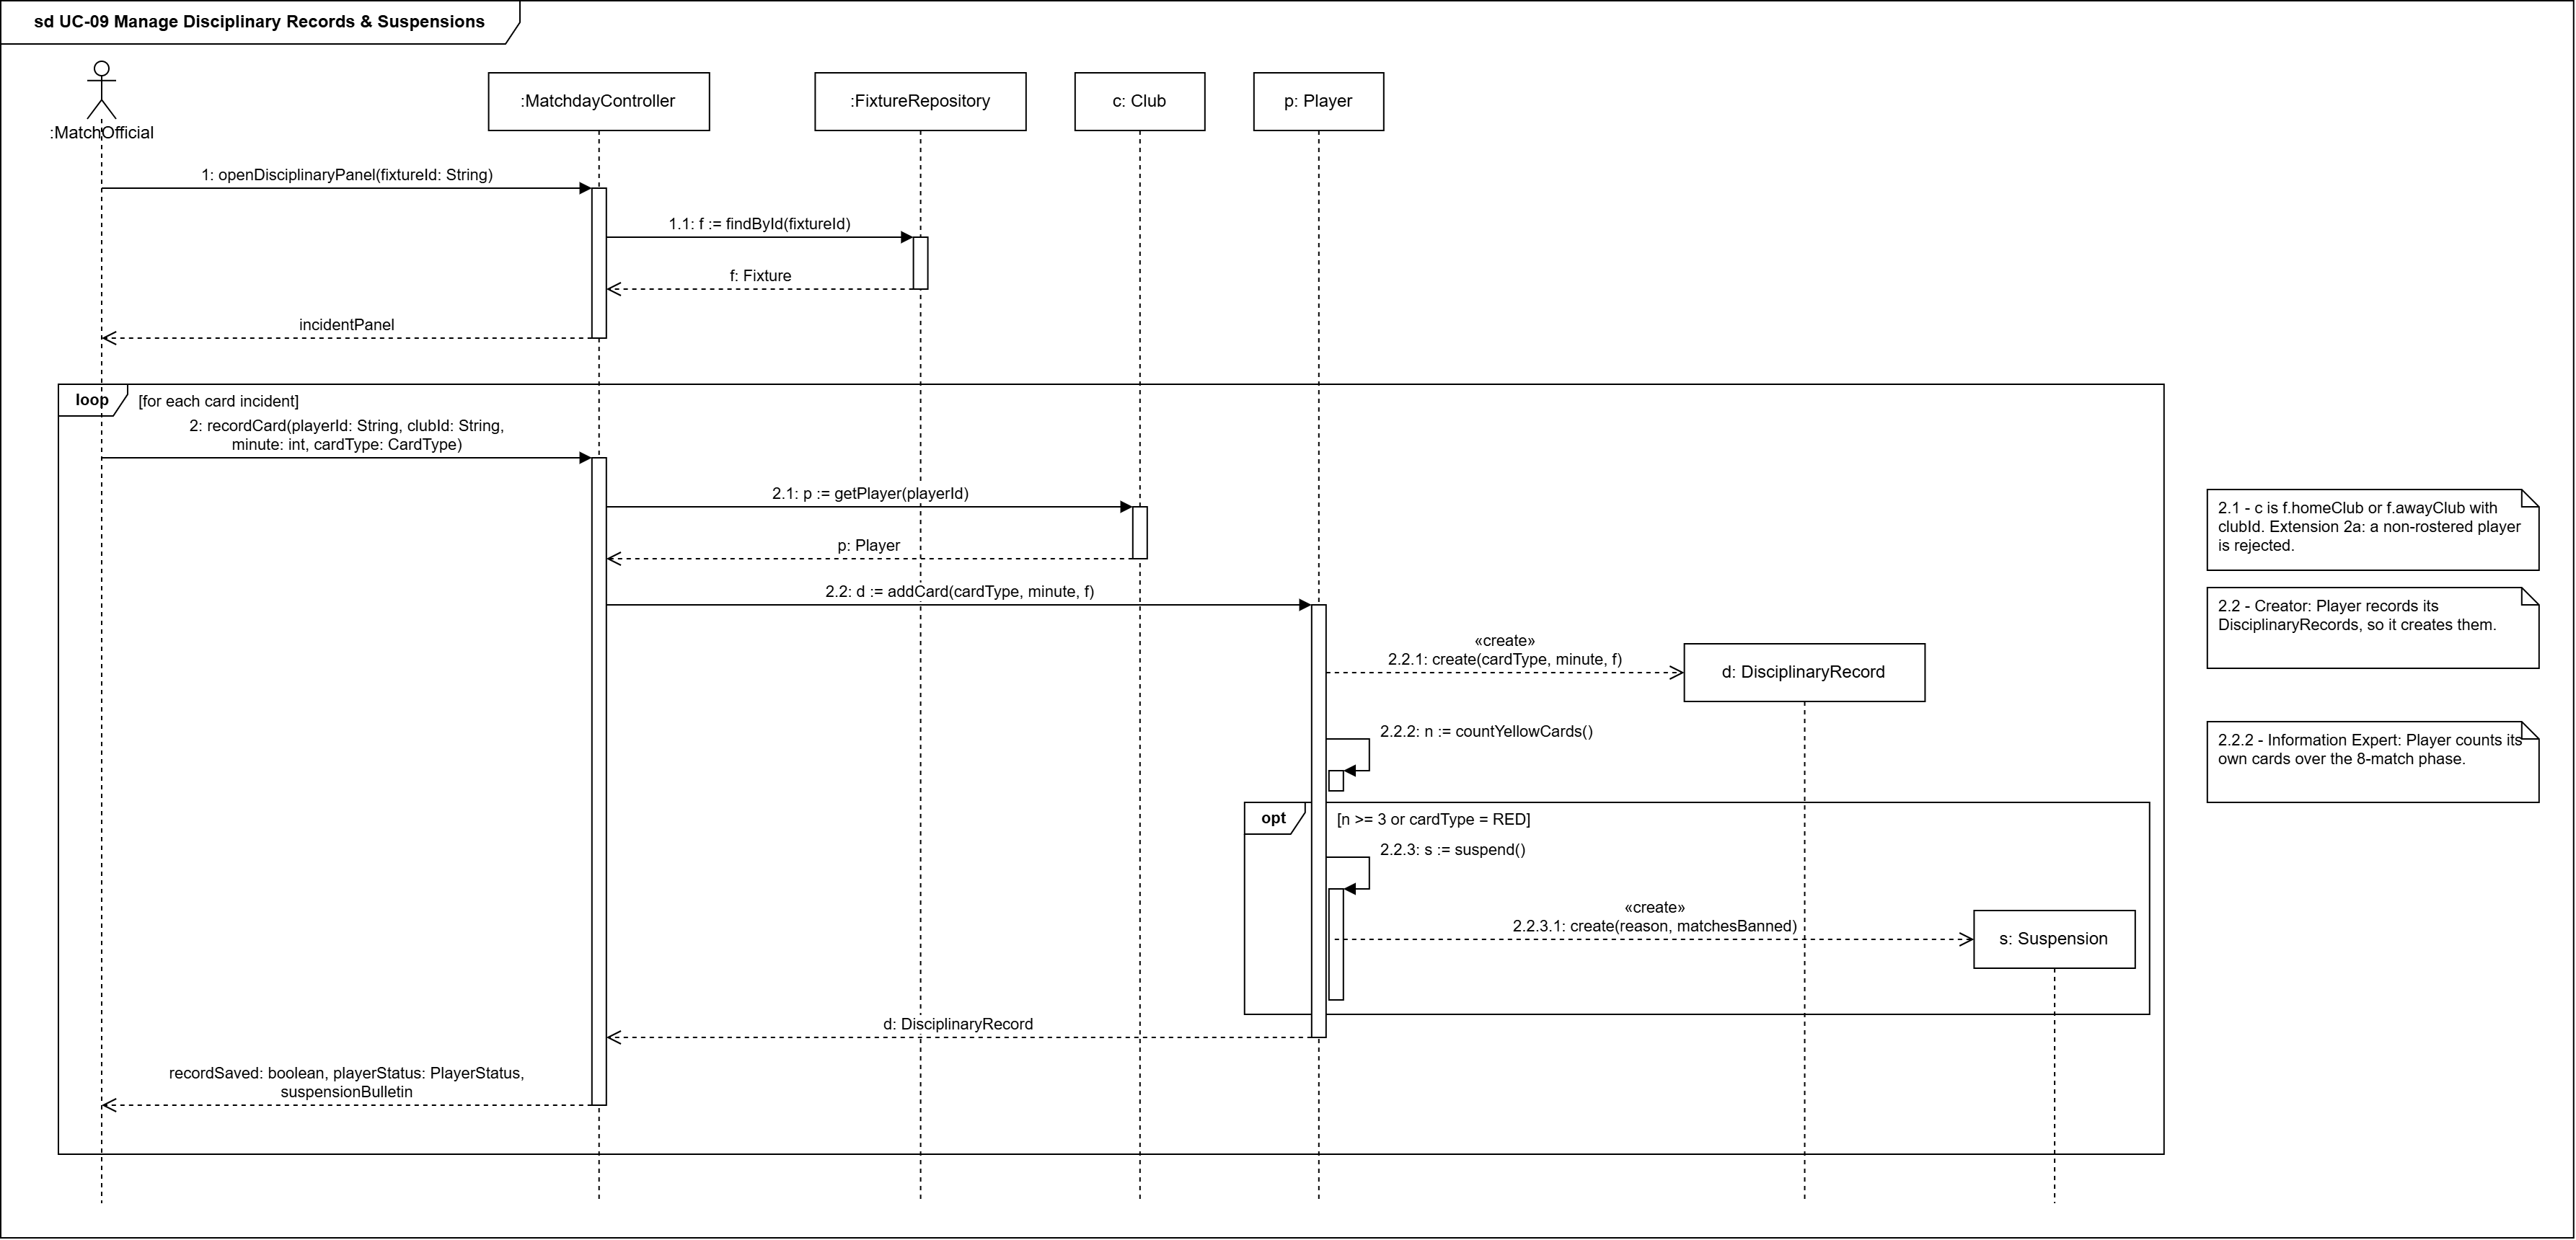 sd UC-09 Manage Disciplinary Records & Suspensions
:MatchOfficial
:MatchdayController
:FixtureRepository
c: Club
p: Player
1: openDisciplinaryPanel(fixtureId: String)
1.1: f := findById(fixtureId)
f: Fixture
incidentPanel
loop
[for each card incident]
2: recordCard(playerId: String, clubId: String,
minute: int, cardType: CardType)
2.1: p := getPlayer(playerId)
p: Player
2.1 - c is f.homeClub or f.awayClub with
clubId. Extension 2a: a non-rostered player
is rejected.
2.2: d := addCard(cardType, minute, f)
2.2 - Creator: Player records its
DisciplinaryRecords, so it creates them.
«create»
2.2.1: create(cardType, minute, f)
d: DisciplinaryRecord
2.2.2: n := countYellowCards()
2.2.2 - Information Expert: Player counts its
own cards over the 8-match phase.
opt
[n >= 3 or cardType = RED]
2.2.3: s := suspend()
«create»
2.2.3.1: create(reason, matchesBanned)
s: Suspension
d: DisciplinaryRecord
recordSaved: boolean, playerStatus: PlayerStatus,
suspensionBulletin